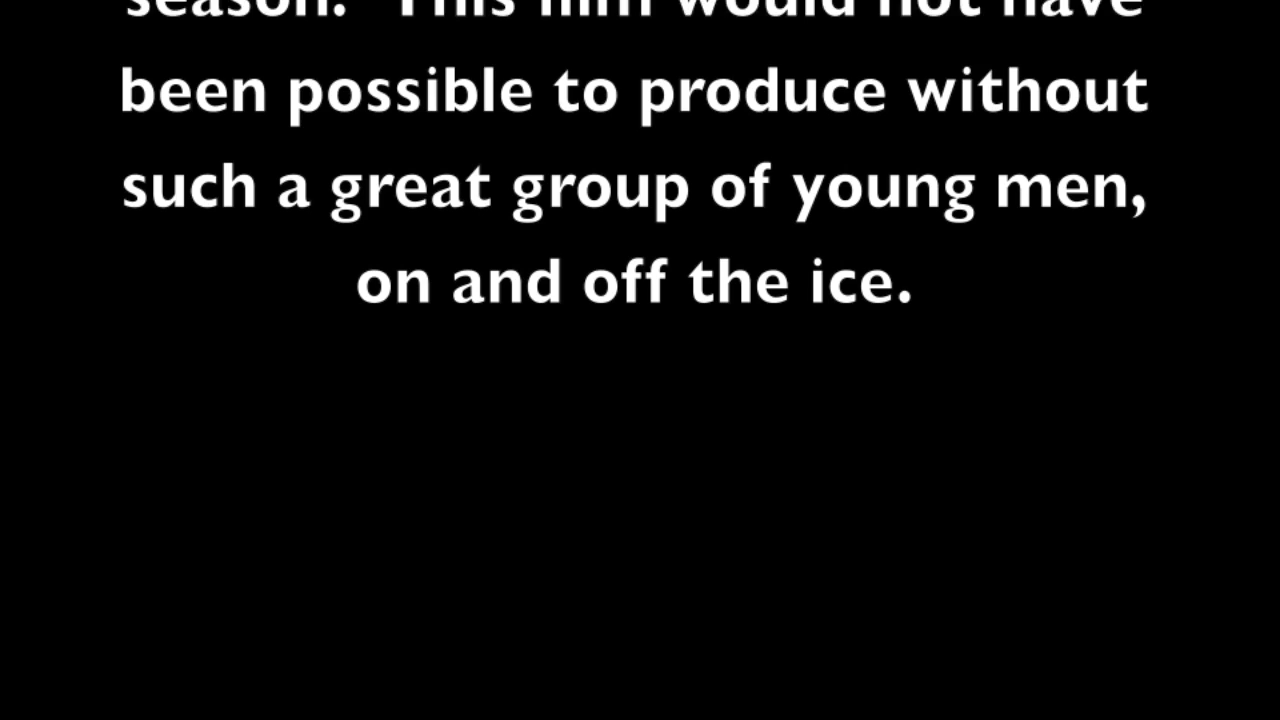 season. This film would not have
been possible to produce without
such a great group of young men,
on and off the ice.